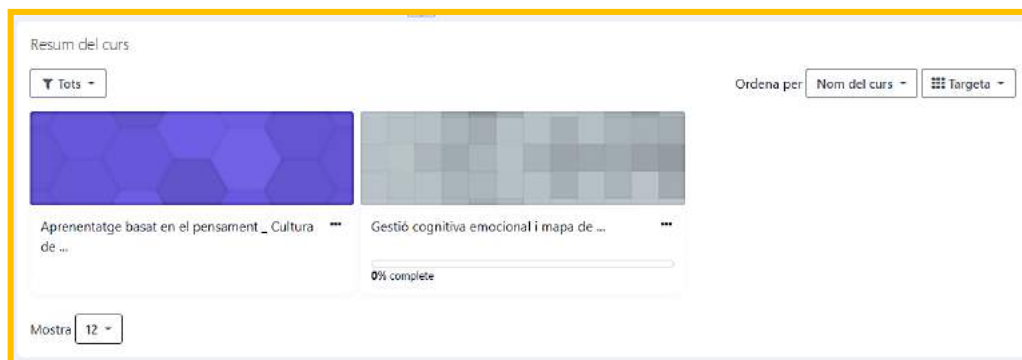 Resum del curs
Tots
Ordena per Nom del curs Targeta
Aprenentatge basat en el pensament _ Cultura
de ...
Gestió cognitiva emocional i mapa de ...
0% complete
Mostra 12